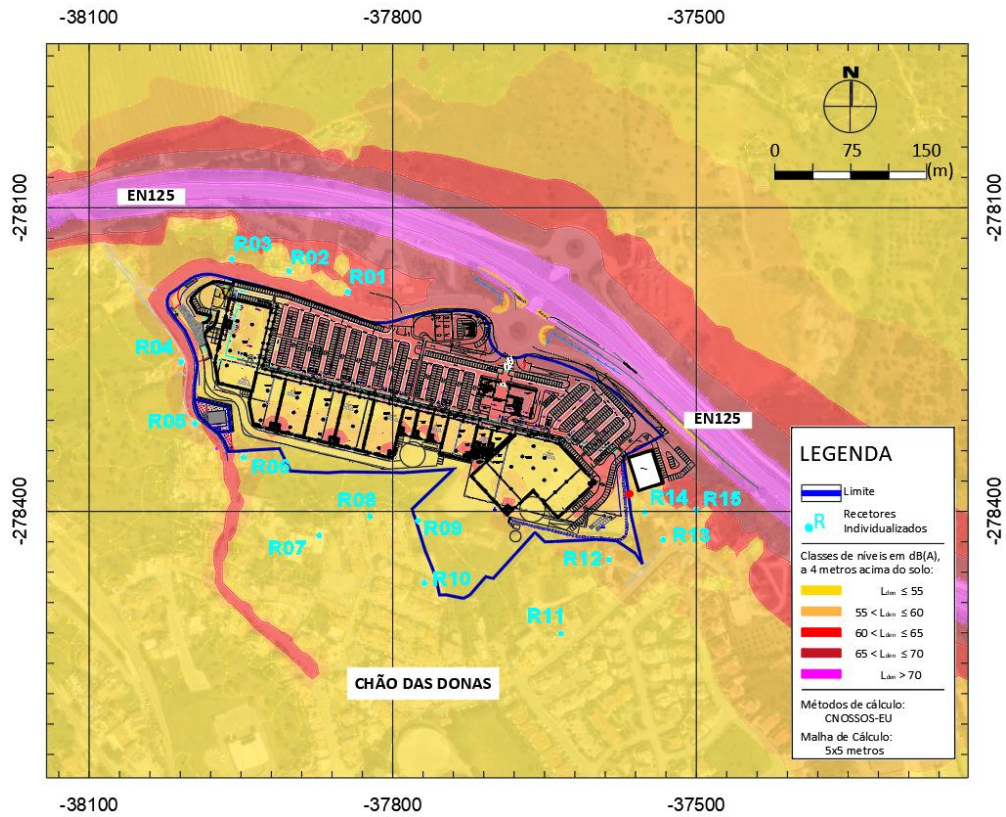 -38100 -37800 -37500
N
0 75 150
(m)
EN125
-278100
-278100
R03
R02
R01
R04
R05
R06
R08
R07
R09
R10
R11
R12
R13
R14
R15
EN125
-278400
-278400
CHÃO DAS DONAS
LEGENDA
Limite
R Recetores
Individualizados
Classes de níveis em dB(A),
a 4 metros acima do solo:
Lden ≤ 55
55 < Lden ≤ 60
60 < Lden ≤ 65
65 < Lden ≤ 70
Lden > 70
Métodos de cálculo:
CNOSSOS-EU
Malha de Cálculo:
5x5 metros
-38100 -37800 -37500